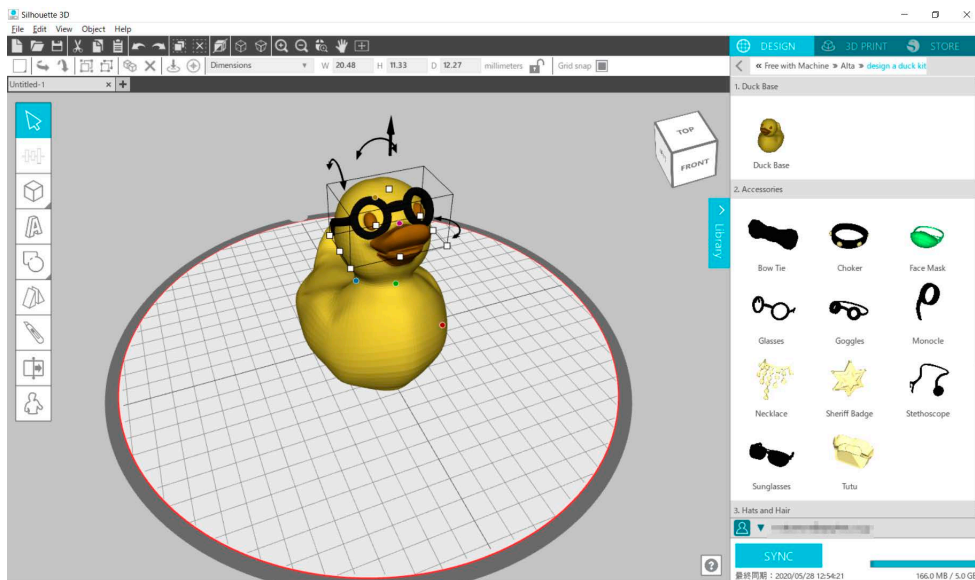 Silhouette 3D
File Edit View Object Help
Dimensions W 20.48 H 11.33 D 12.27 millimeters Grid snap
Untitled-1
DESIGN 3D PRINT STORE
« Free with Machine » Alta » design a duck kit
1. Duck Base
Duck Base
2. Accessories
Bow Tie Choker Face Mask
Glasses Goggles Monocle
Necklace Sheriff Badge Stethoscope
Sunglasses Tutu
3. Hats and Hair
Library
TOP
FRONT
SYNC
最終同期：2020/05/28 12:54:21 166.0 MB / 5.0 GB